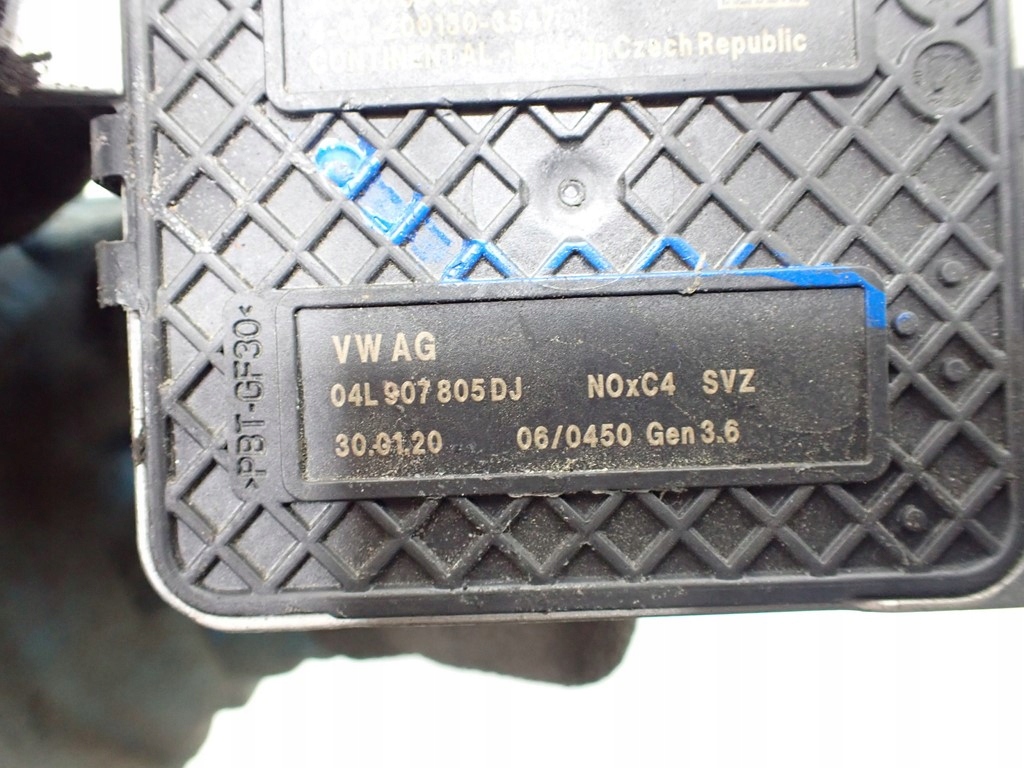 CONTINENTAL - Made in Czech Republic
VW AG
04L 907 805 DJ NOxC4 SVZ
30.01.20 06/0450 Gen 3.6
>PBT-GF30<